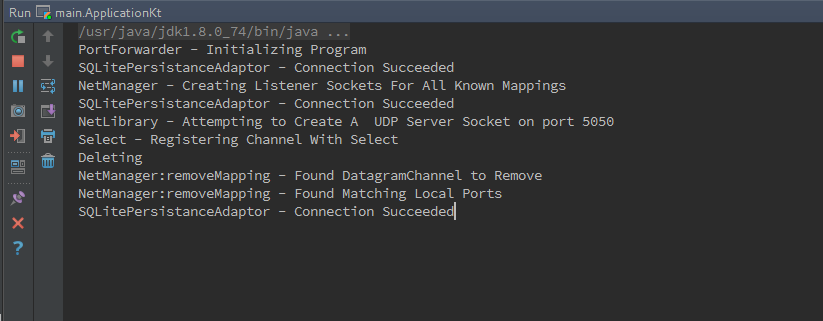 Run main.ApplicationKt
/usr/java/jdk1.8.0_74/bin/java ...
PortForwarder - Initializing Program
SQLitePersistanceAdaptor - Connection Succeeded
NetManager - Creating Listener Sockets For All Known Mappings
SQLitePersistanceAdaptor - Connection Succeeded
NetLibrary - Attempting to Create A  UDP Server Socket on port 5050
Select - Registering Channel With Select
Deleting
NetManager:removeMapping - Found DatagramChannel to Remove
NetManager:removeMapping - Found Matching Local Ports
SQLitePersistanceAdaptor - Connection Succeeded